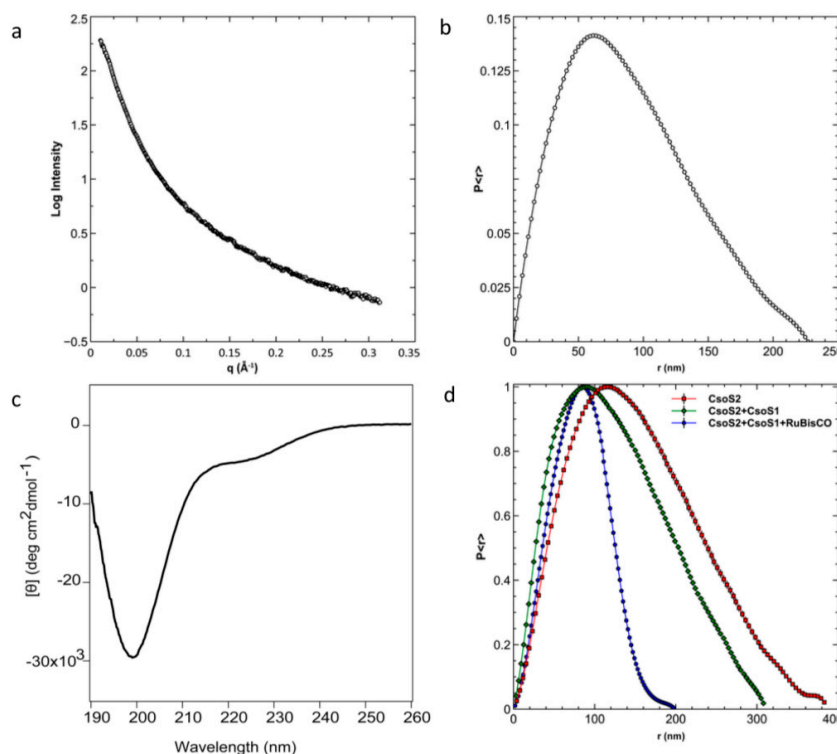 a
Log Intensity
2.5
2
1.5
1
0.5
0
−0.5
0 0.05 0.1 0.15 0.2 0.25 0.3 0.35
q (Å⁻¹)
b
P<r>
0.15
0.125
0.1
0.05
0.025
0
0 50 100 150 200 250
r (nm)
c
[θ] (deg cm²dmol⁻¹)
0
-10
-20
-30x10³
190 200 210 220 230 240 250 260
Wavelength (nm)
d
P<r>
1
0.8
0.6
0.4
0.2
0
CsoS2
CsoS2+CsoS1
CsoS2+CsoS1+RuBisCO
0 100 200 300 400
r (nm)